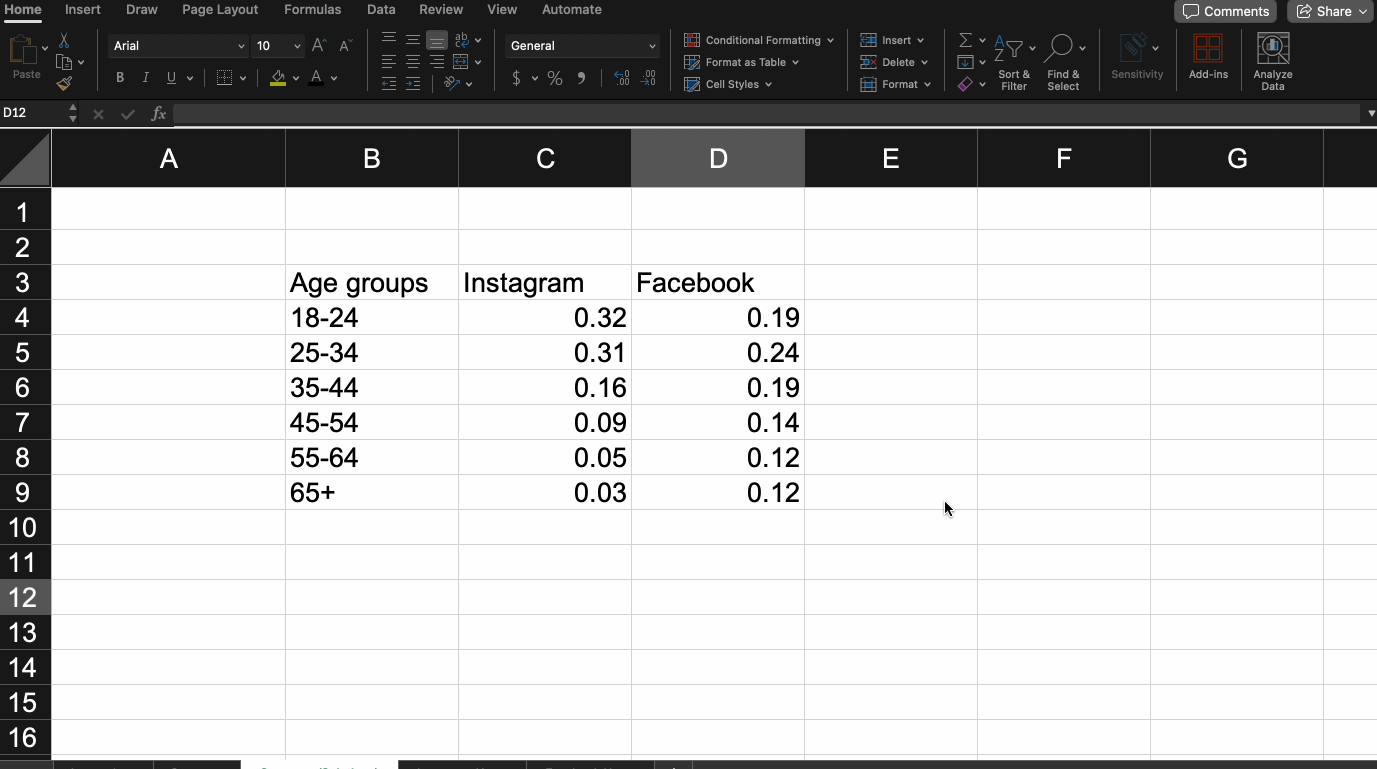 Home Insert Draw Page Layout Formulas Data Review View Automate Comments Share
Paste Arial 10 General Conditional Formatting Insert
B I U $ % Format as Table Delete Sort & Find & Sensitivity Add-ins Analyze
Cell Styles Format Filter Select Data
D12 fx
A B C D E F G
1
2
3 Age groups Instagram Facebook
4 18-24 0.32 0.19
5 25-34 0.31 0.24
6 35-44 0.16 0.19
7 45-54 0.09 0.14
8 55-64 0.05 0.12
9 65+ 0.03 0.12
10
11
12
13
14
15
16